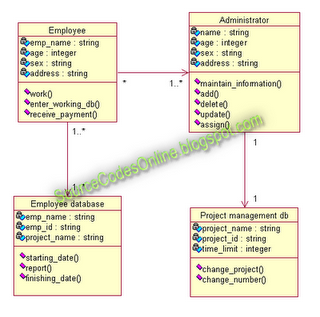 Employee
emp_name : string
age : integer
sex : string
address : string
work()
enter_working_db()
receive_payment()
Administrator
name : string
age : integer
sex : string
address : string
maintain_information()
add()
delete()
update()
assign()
*
1..*
1..*
1..*
1
1
SourceCodesOnline.blogspot.com
Employee database
emp_name : string
emp_id : string
project_name : string
starting_date()
report()
finishing_date()
Project management db
project_name : string
project_id : string
time_limit : integer
change_project()
change_number()